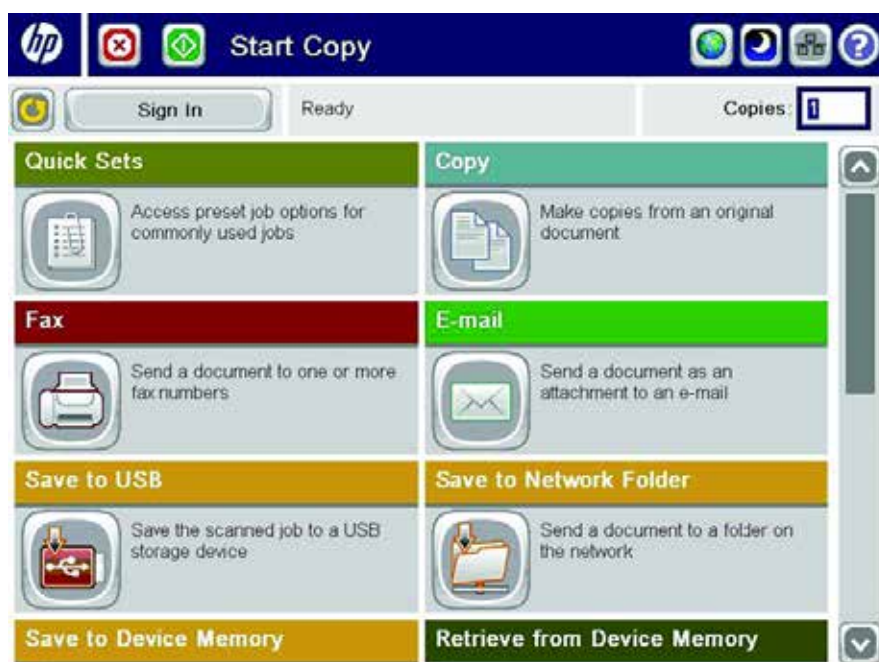 hp
Start Copy
?
Sign In
Ready
Copies:
1
Quick Sets
Copy
Access preset job options for
commonly used jobs
Make copies from an original
document
Fax
E-mail
Send a document to one or more
fax numbers
Send a document as an
attachment to an e-mail
Save to USB
Save to Network Folder
Save the scanned job to a USB
storage device
Send a document to a folder on
the network
Save to Device Memory
Retrieve from Device Memory